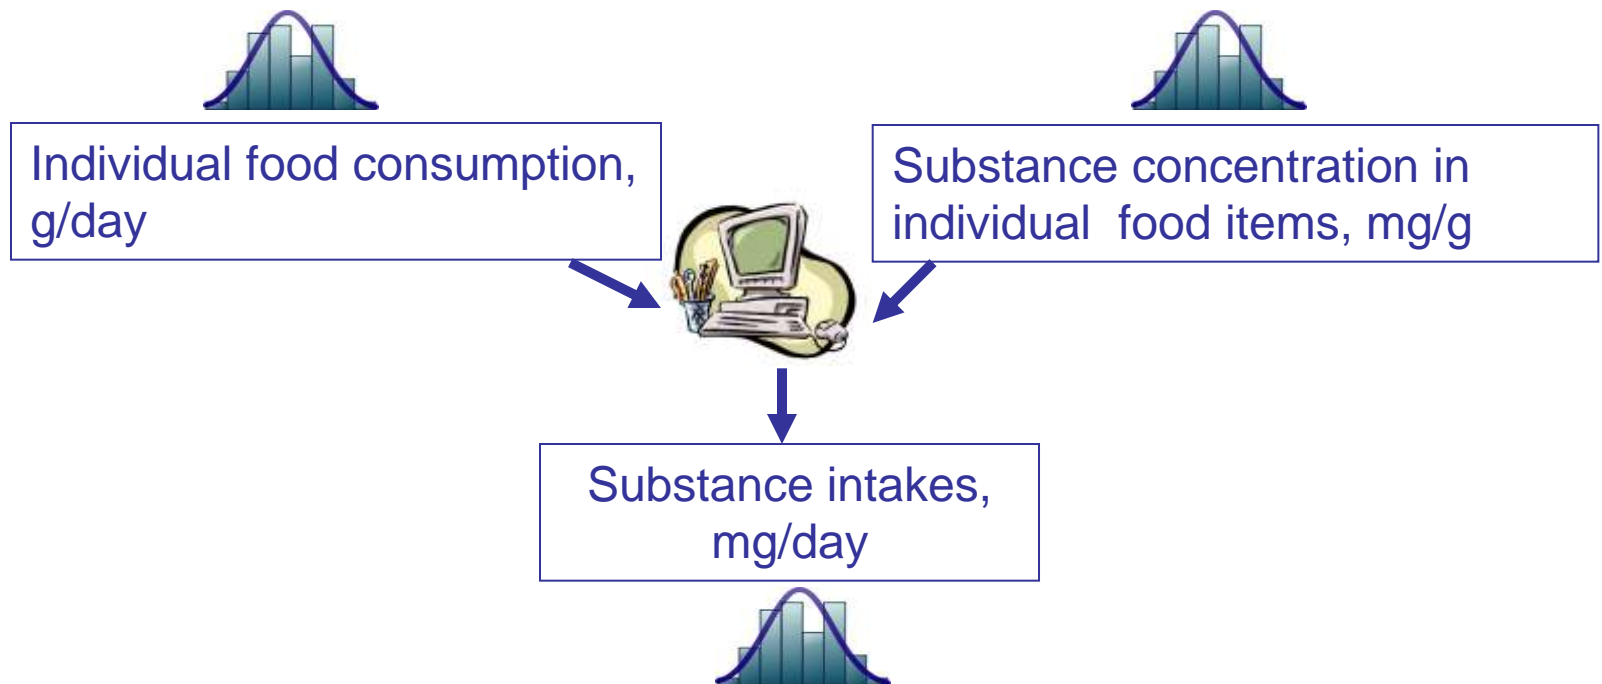 Individual food consumption,
g/day
Substance concentration in
individual  food items, mg/g
Substance intakes,
mg/day